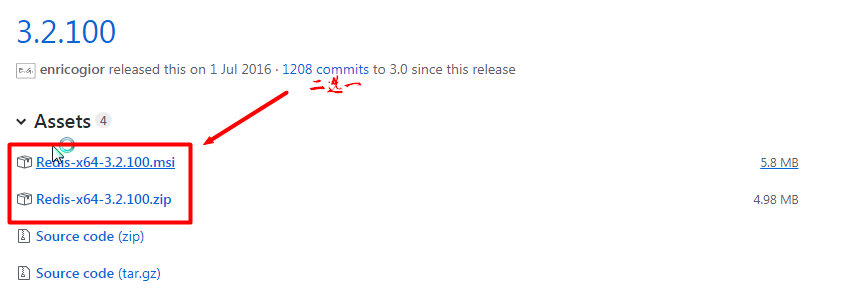 3.2.100
E.G. enricogior released this on 1 Jul 2016 · 1208 commits to 3.0 since this release
二选一
Assets 4
Redis-x64-3.2.100.msi 5.8 MB
Redis-x64-3.2.100.zip 4.98 MB
Source code (zip)
Source code (tar.gz)